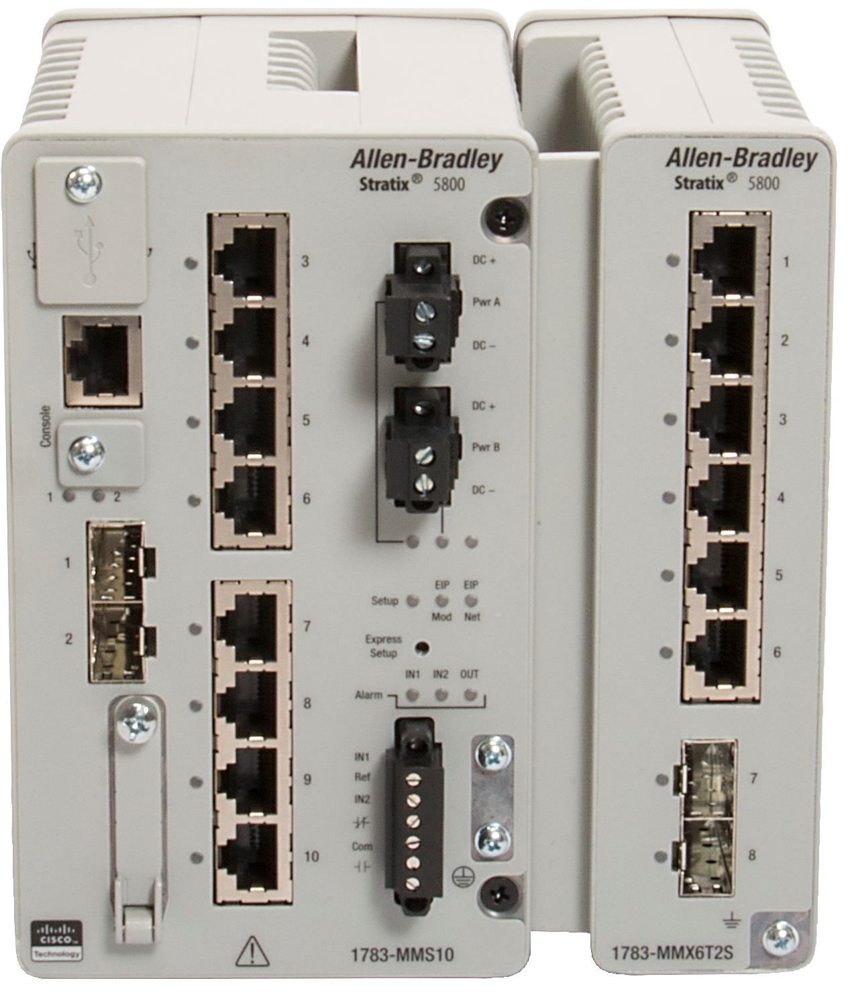 Allen-Bradley
Stratix® 5800
3
4
5
6
DC +
Pwr A
DC –
DC +
Pwr B
DC –
Console
1 2
1
2
EIP EIP
Setup
Mod Net
Express
Setup
IN1 IN2 OUT
Alarm
7
8
9
10
IN1
Ref
IN2
Com
CISCO™
Technology
1783-MMS10
Allen-Bradley
Stratix® 5800
1
2
3
4
5
6
7
8
1783-MMX6T2S